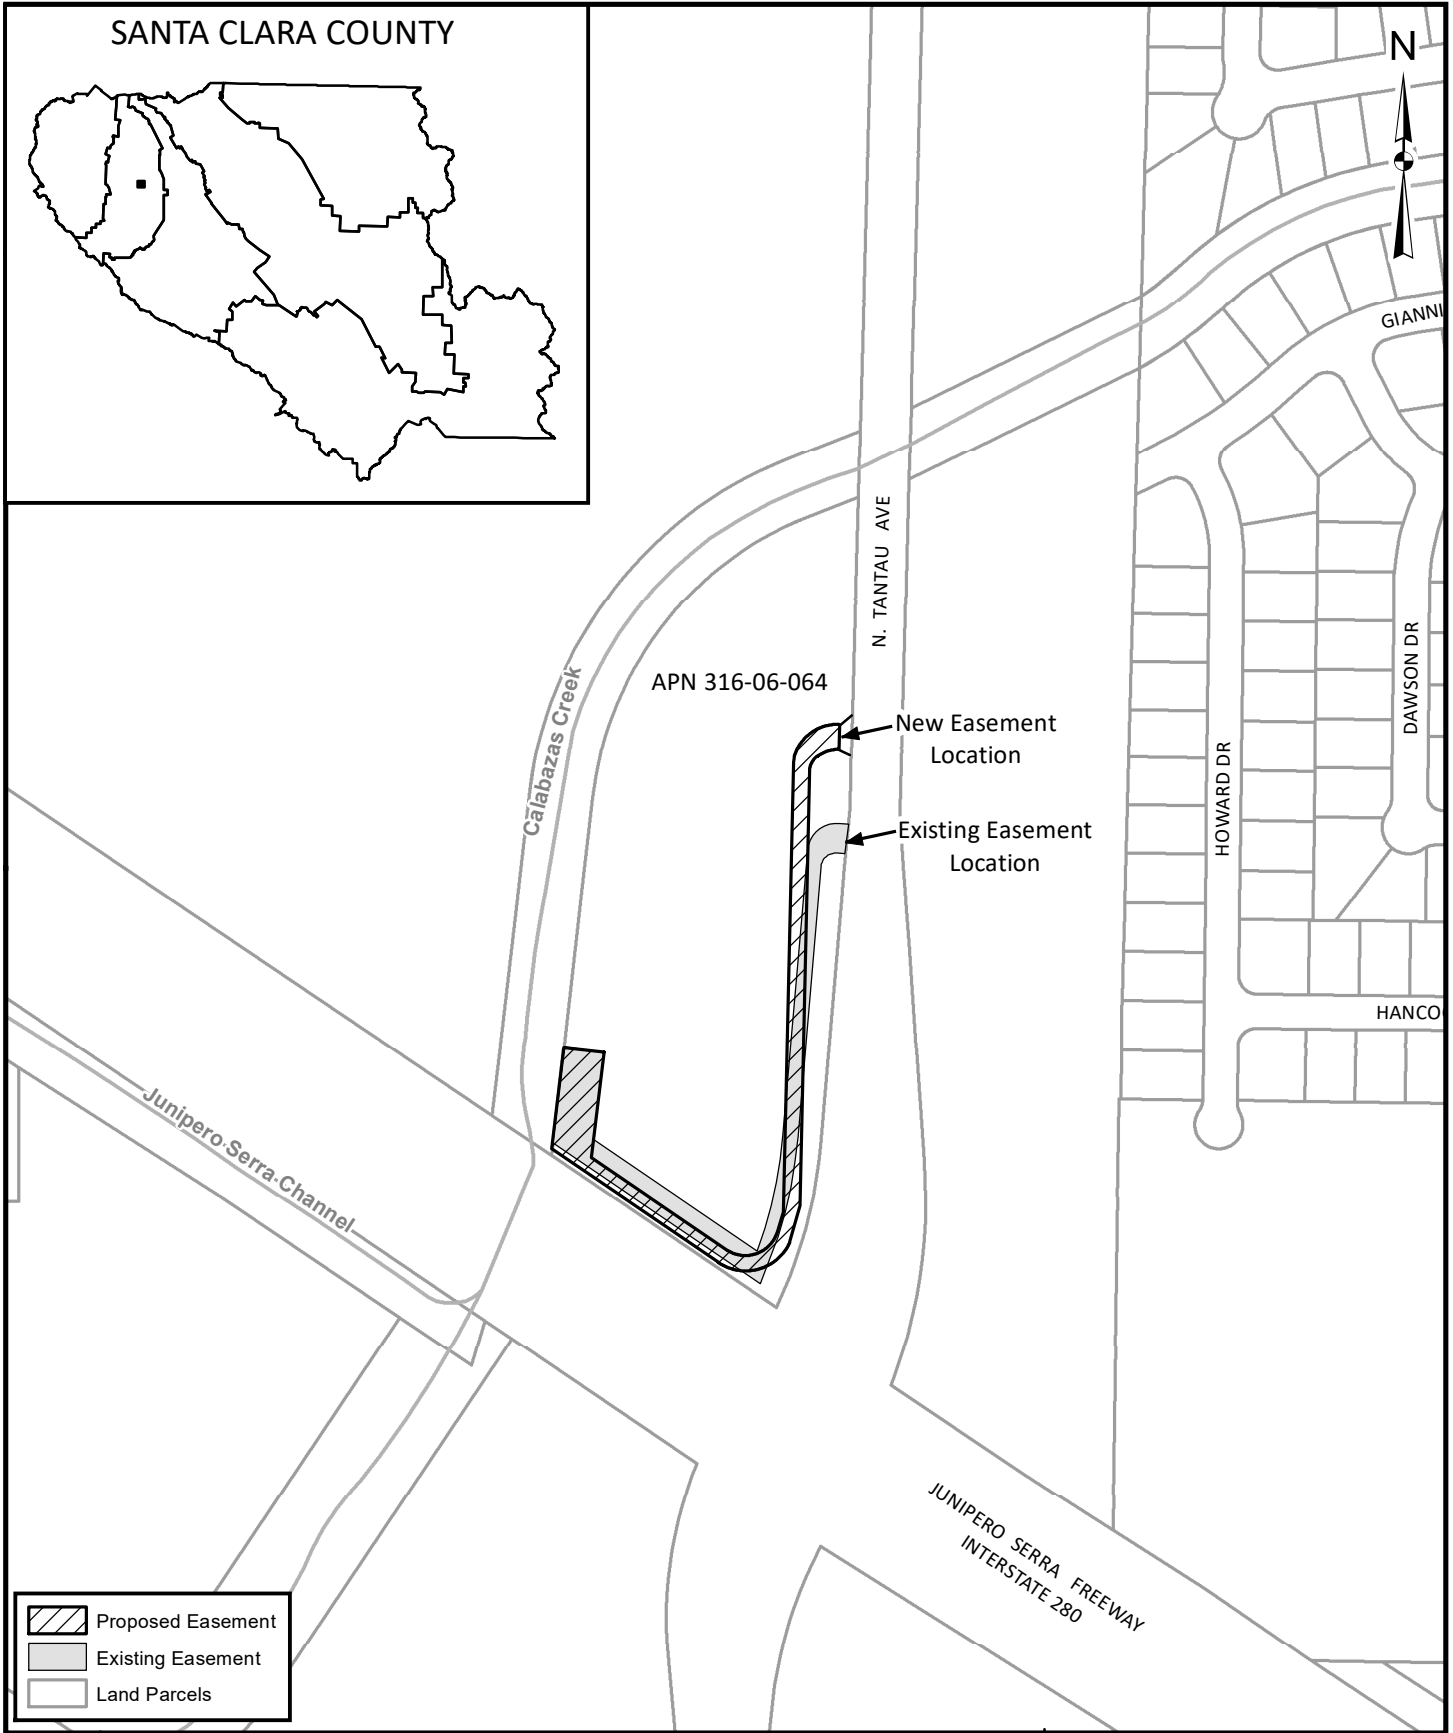 SANTA CLARA COUNTY
N
GIANNI
N. TANTAU AVE
Calabazas Creek
APN 316-06-064
New Easement
Location
DAWSON DR
HOWARD DR
Existing Easement
Location
HANCO
Junipero Serra Channel
JUNIPERO SERRA FREEWAY
INTERSTATE 280
Proposed Easement
Existing Easement
Land Parcels